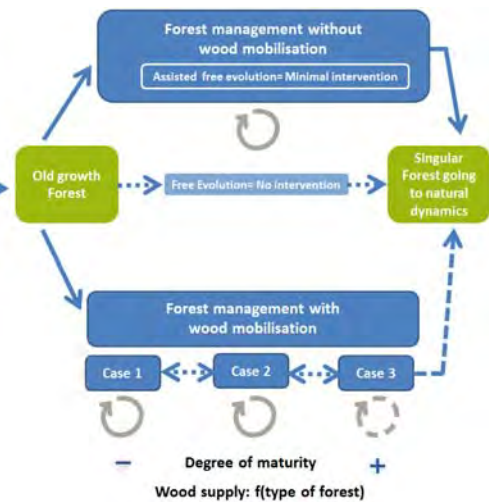 Forest management without
wood mobilisation
Assisted free evolution= Minimal intervention
Old growth
Forest
Free Evolution= No intervention
Singular
Forest going
to natural
dynamics
Forest management with
wood mobilisation
Case 1
Case 2
Case 3
− Degree of maturity +
Wood supply: f(type of forest)